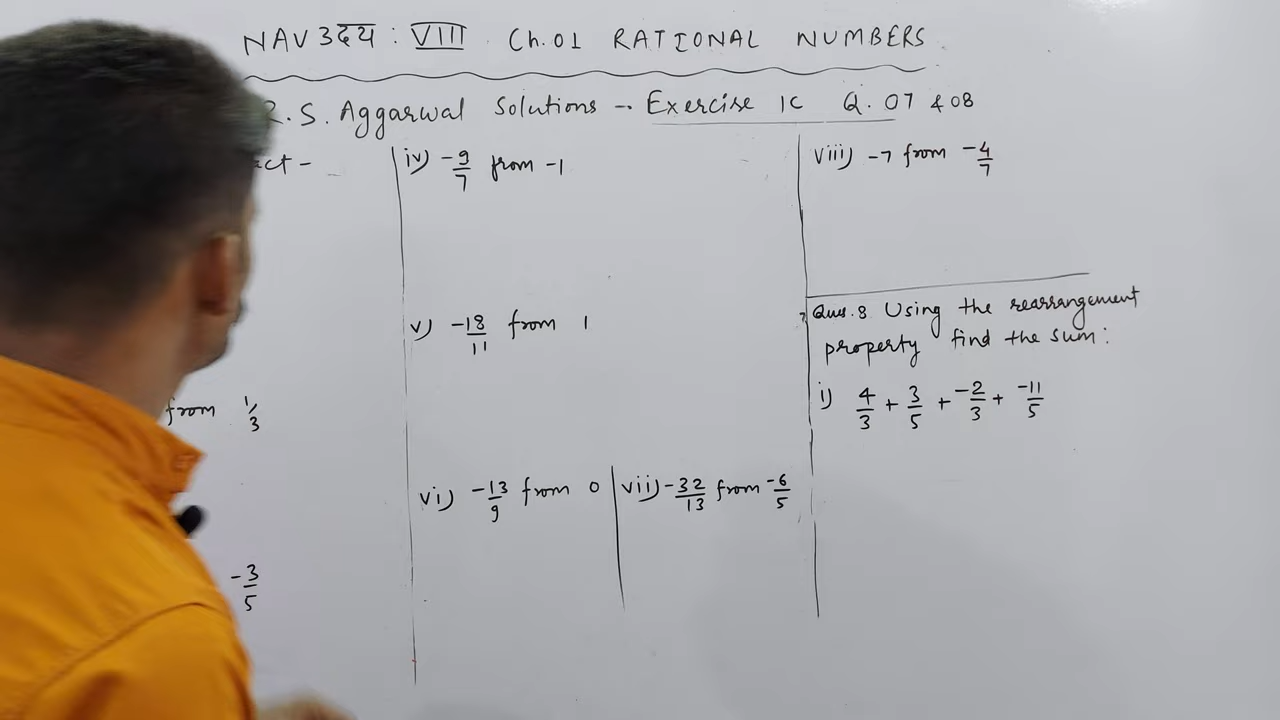 NAVउदय : VIII Ch.01 RATIONAL NUMBERS
R.S. Aggarwal Solutions -- Exercise 1C Q. 07 & 08
from 1/3
-3/5
iv) -9/7 from -1
v) -18/11 from 1
vi) -13/9 from 0
vii) -32/13 from -6/5
viii) -7 from -4/7
Ques.8 Using the rearrangement
property find the sum:
i) 4/3 + 3/5 + -2/3 + -11/5